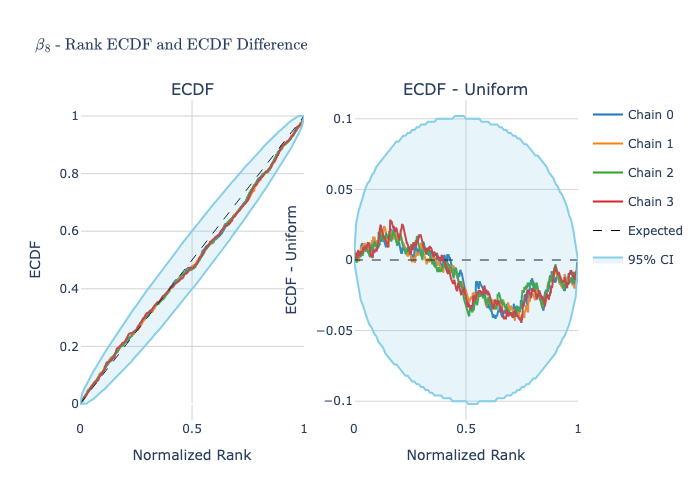 β₈ - Rank ECDF and ECDF Difference
ECDF
ECDF - Uniform
1
0.8
0.6
0.4
0.2
0
ECDF
0
0.5
1
Normalized Rank
0.1
0.05
0
−0.05
−0.1
ECDF - Uniform
0
0.5
1
Normalized Rank
Chain 0
Chain 1
Chain 2
Chain 3
Expected
95% CI